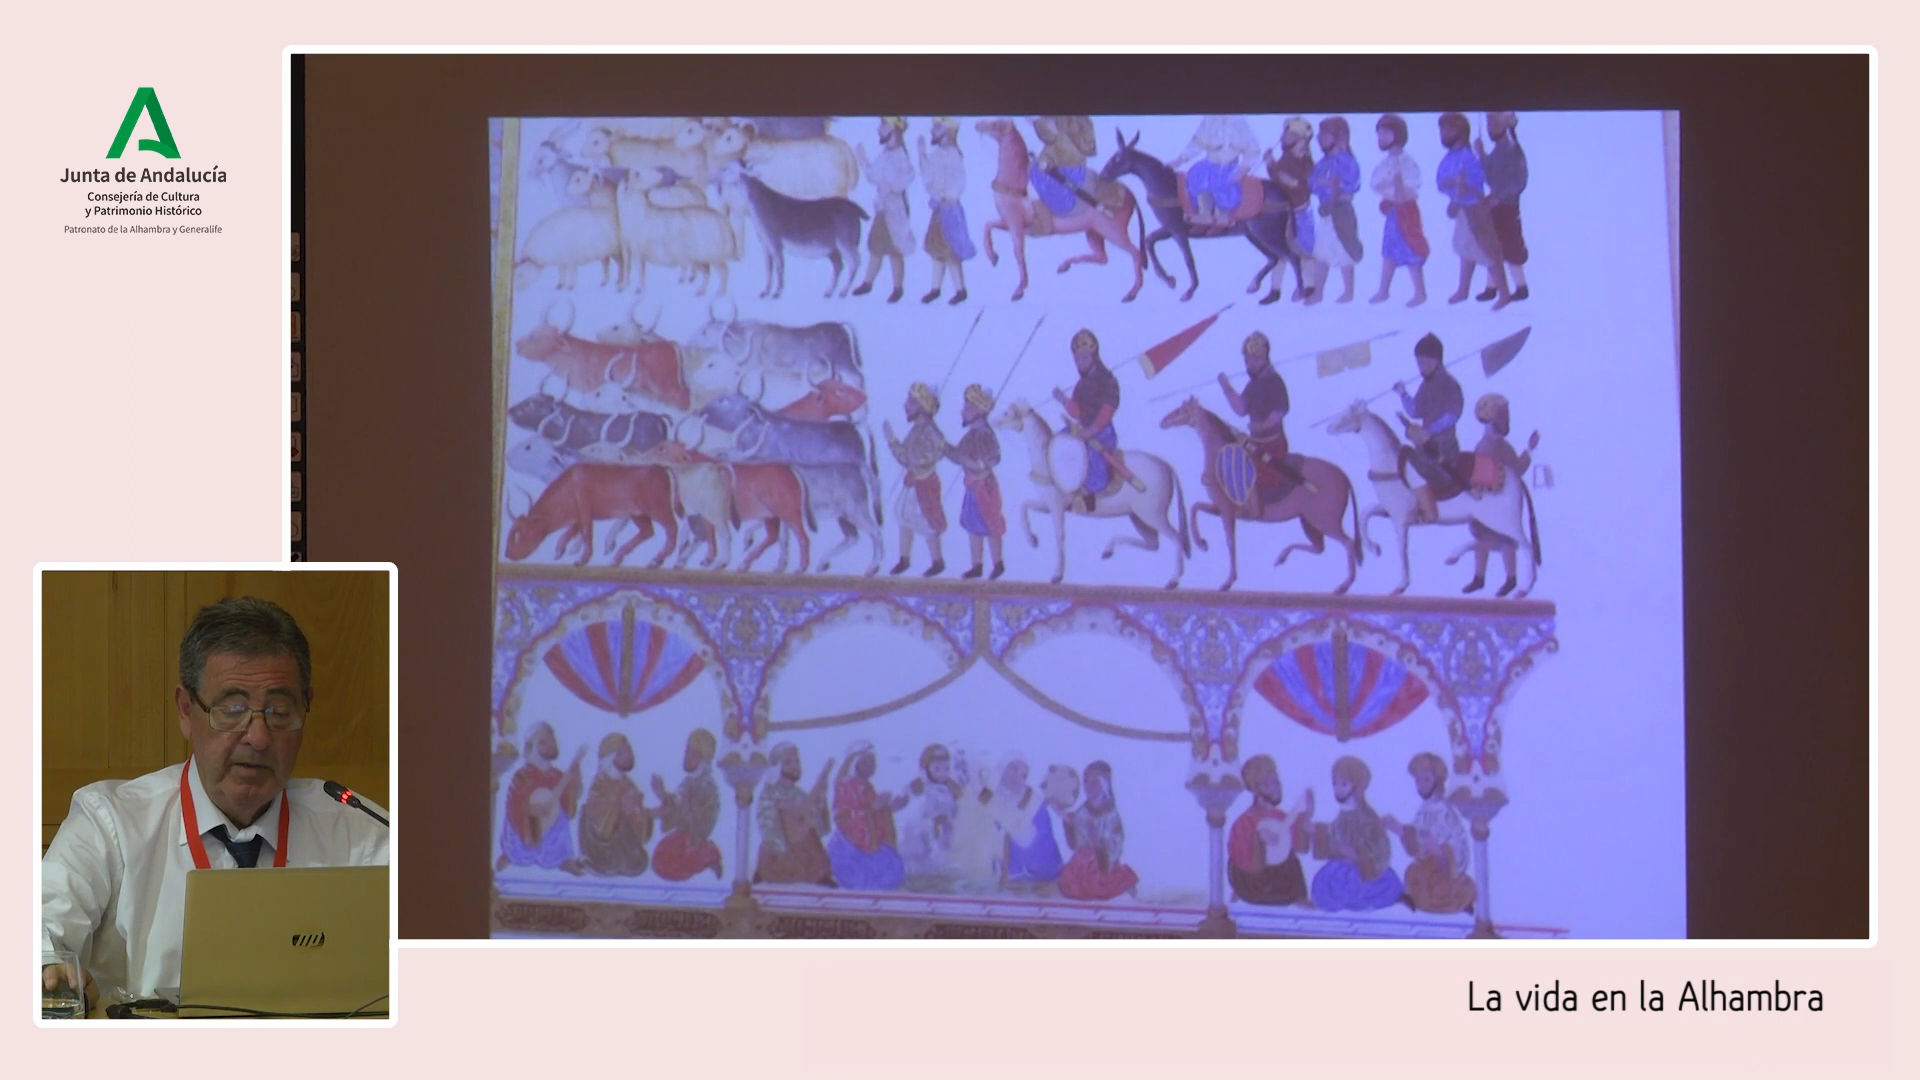 Junta de Andalucía
Consejería de Cultura
y Patrimonio Histórico
Patronato de la Alhambra y Generalife
La vida en la Alhambra